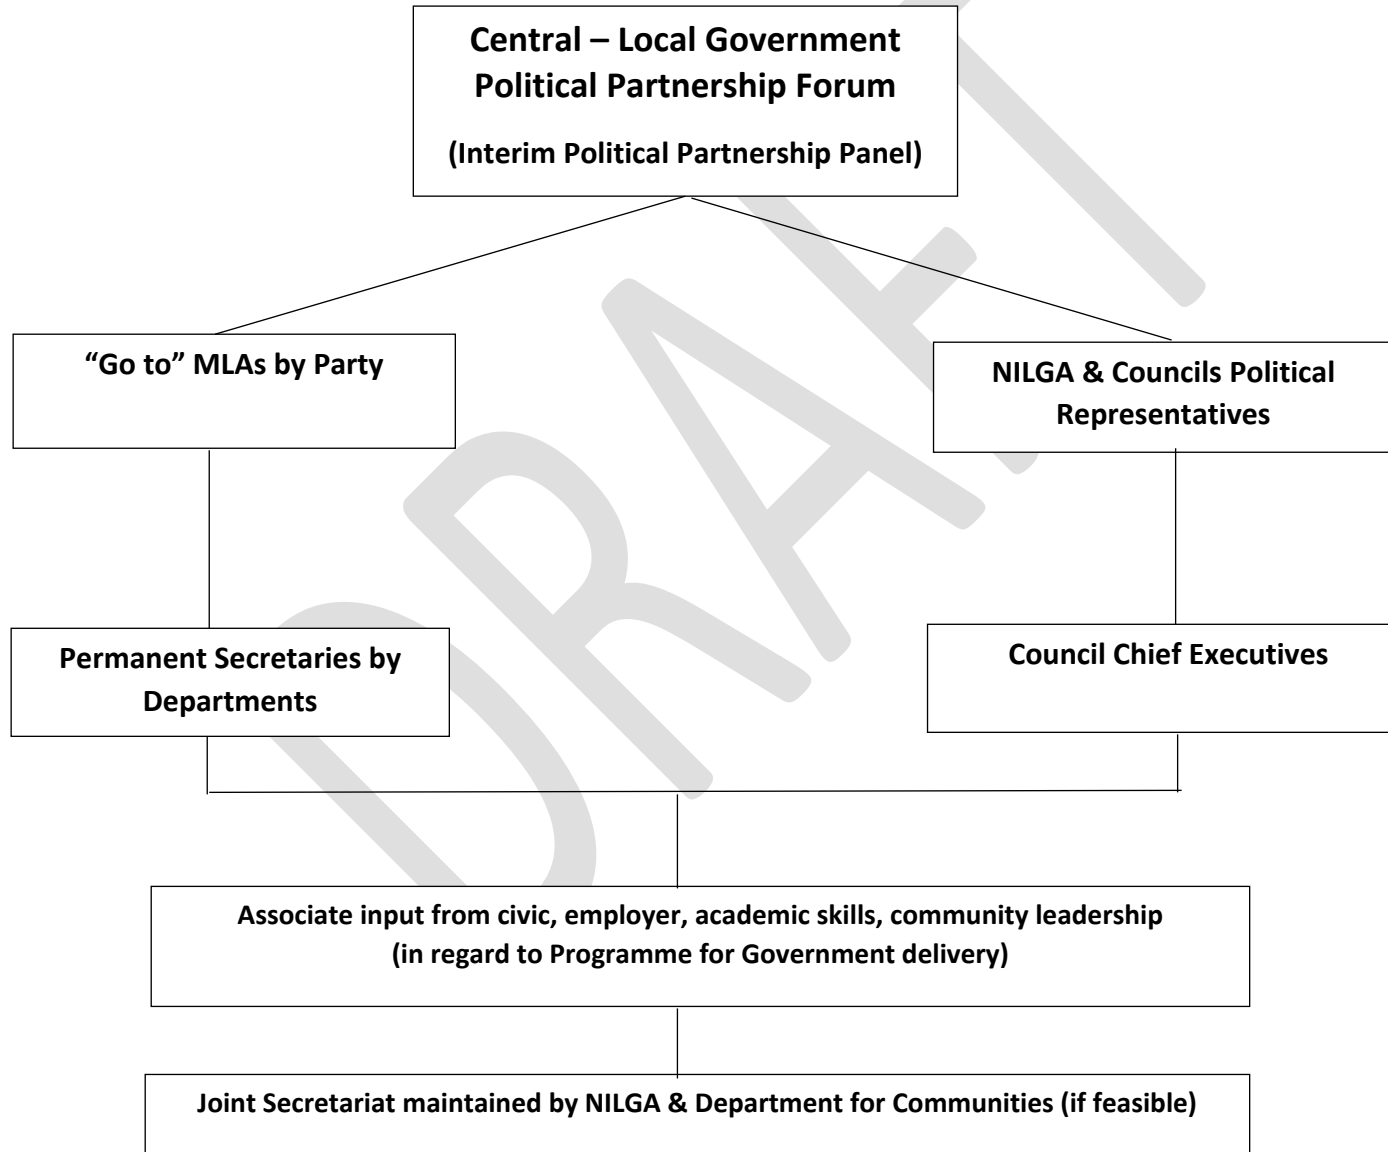 Central – Local Government
Political Partnership Forum
(Interim Political Partnership Panel)
“Go to” MLAs by Party
NILGA & Councils Political
Representatives
Permanent Secretaries by
Departments
Council Chief Executives
Associate input from civic, employer, academic skills, community leadership
(in regard to Programme for Government delivery)
Joint Secretariat maintained by NILGA & Department for Communities (if feasible)
DRAFT